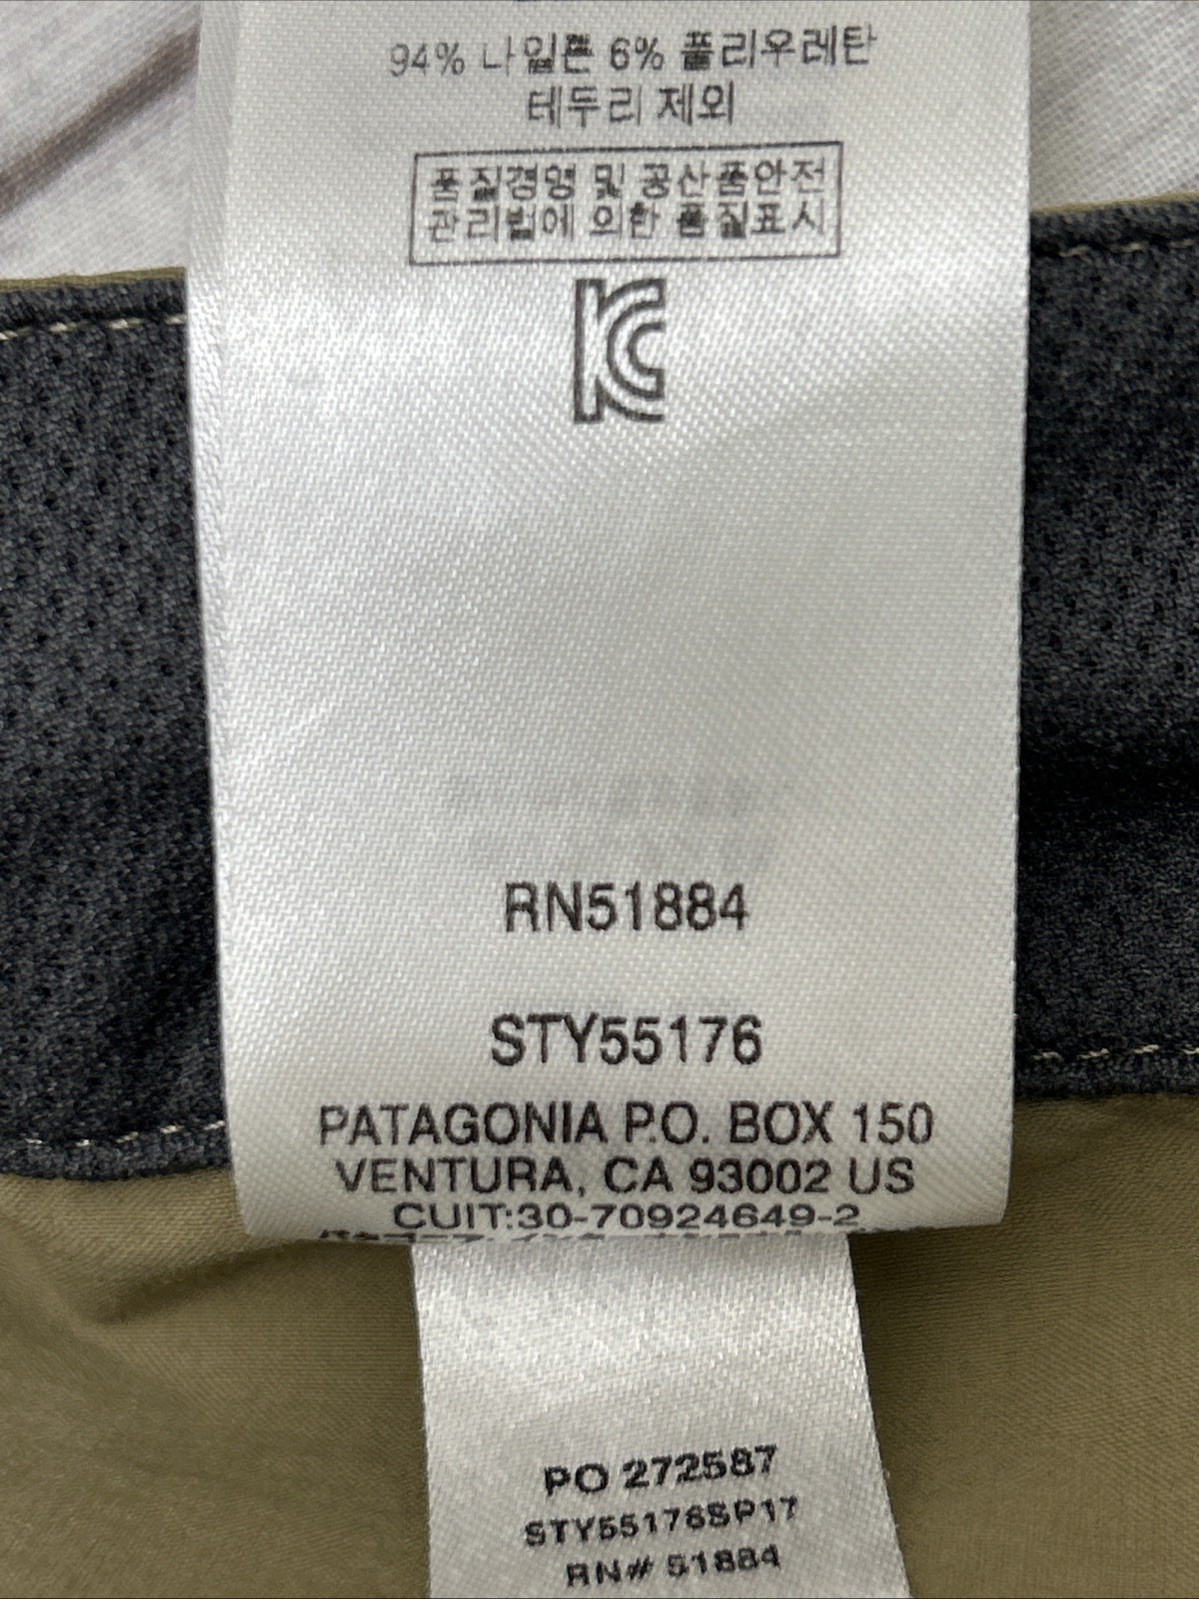 94% 나일론 6% 폴리우레탄
테두리 제외
품질경영 및 공산품안전
관리법에 의한 품질표시
KC
RN51884
STY55176
PATAGONIA P.O. BOX 150
VENTURA, CA 93002 US
CUIT:30-70924649-2
PO 272587
STY55176SP17
RN# 51884